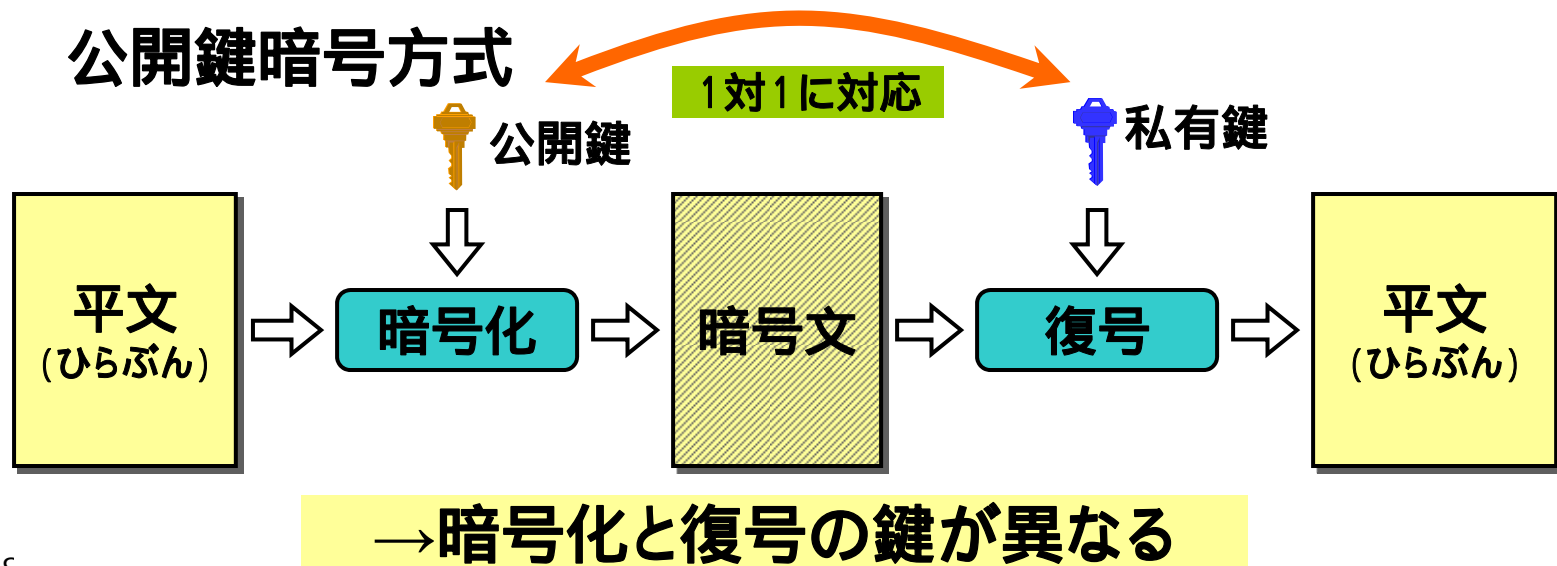 公開鍵暗号方式
1対1に対応
公開鍵
私有鍵
平文
(ひらぶん)
暗号化
暗号文
復号
平文
(ひらぶん)
→暗号化と復号の鍵が異なる